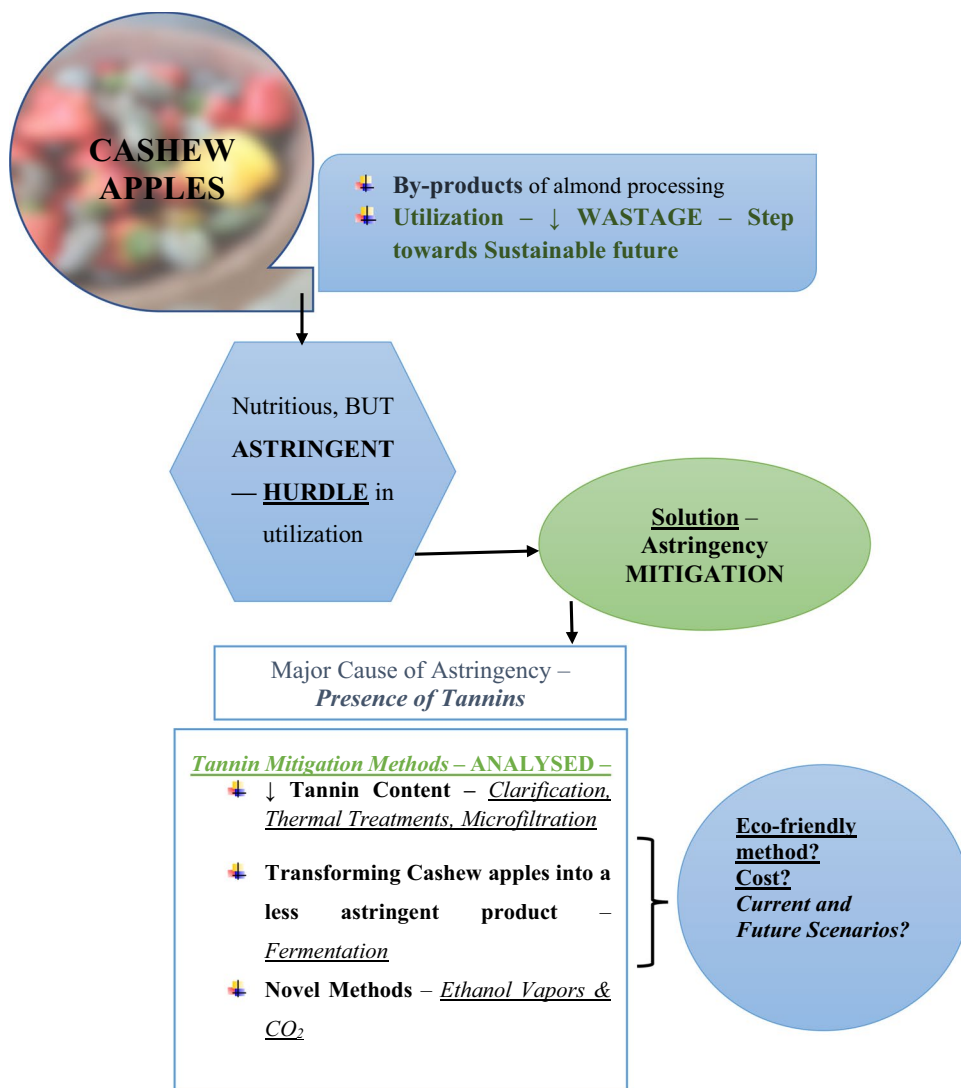 CASHEW
APPLES
By-products of almond processing
Utilization – ↓ WASTAGE – Step
towards Sustainable future
Nutritious, BUT
ASTRINGENT
— HURDLE in
utilization
Solution –
Astringency
MITIGATION
Major Cause of Astringency –
Presence of Tannins
Tannin Mitigation Methods – ANALYSED –
↓ Tannin Content – Clarification,
Thermal Treatments, Microfiltration
Transforming Cashew apples into a
less astringent product –
Fermentation
Novel Methods – Ethanol Vapors &
CO₂
Eco-friendly
method?
Cost?
Current and
Future Scenarios?